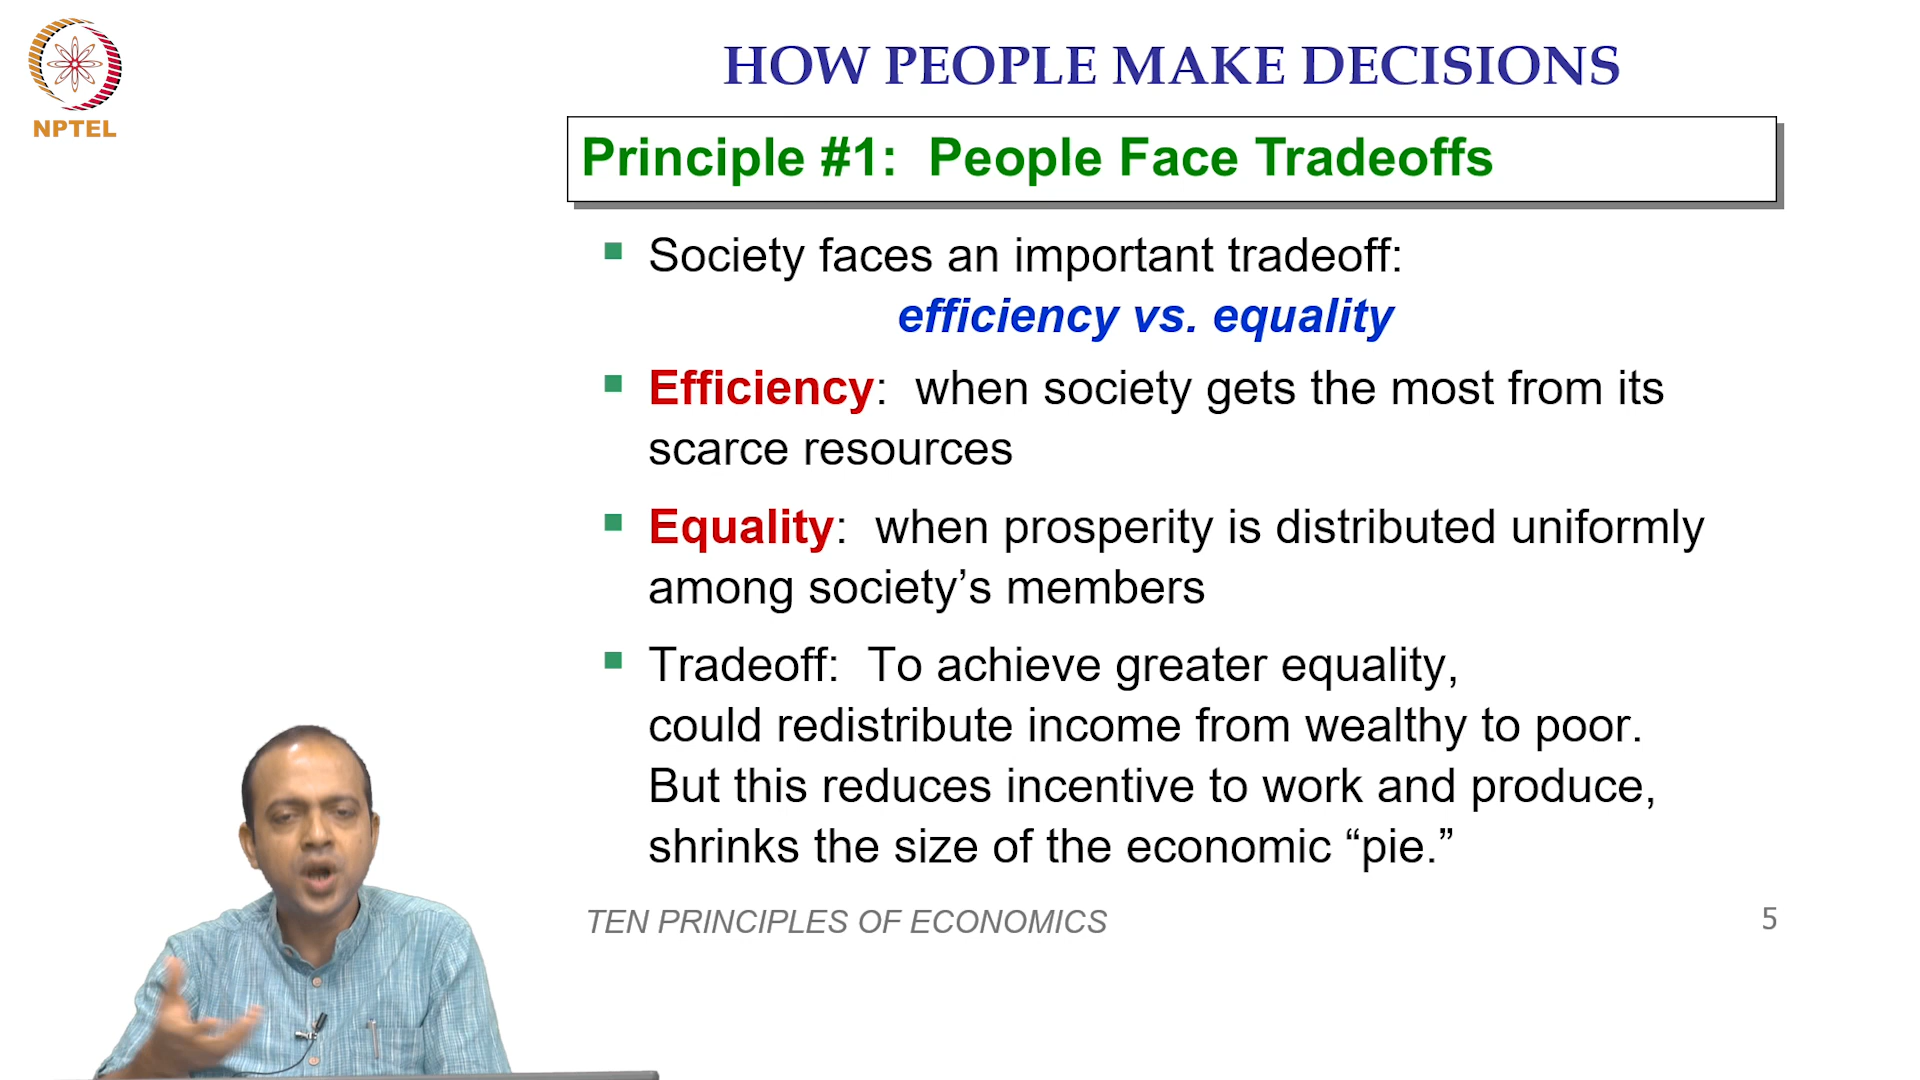 NPTEL
HOW PEOPLE MAKE DECISIONS
Principle #1:  People Face Tradeoffs
Society faces an important tradeoff:
efficiency vs. equality
Efficiency:  when society gets the most from its
scarce resources
Equality:  when prosperity is distributed uniformly
among society’s members
Tradeoff:  To achieve greater equality,
could redistribute income from wealthy to poor.
But this reduces incentive to work and produce,
shrinks the size of the economic “pie.”
TEN PRINCIPLES OF ECONOMICS
5